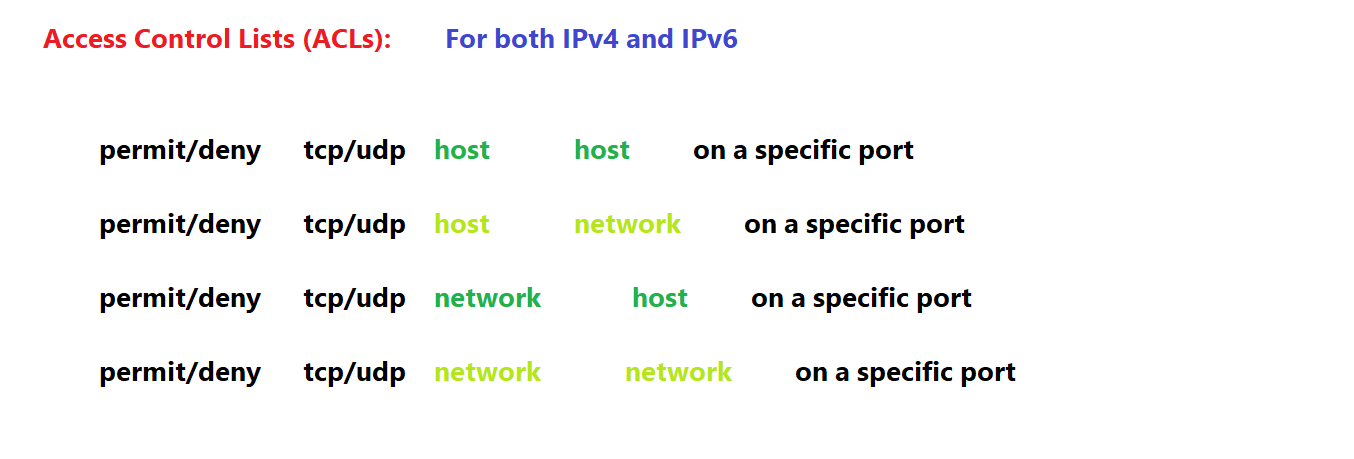 Access Control Lists (ACLs): For both IPv4 and IPv6
permit/deny tcp/udp host host on a specific port
permit/deny tcp/udp host network on a specific port
permit/deny tcp/udp network host on a specific port
permit/deny tcp/udp network network on a specific port